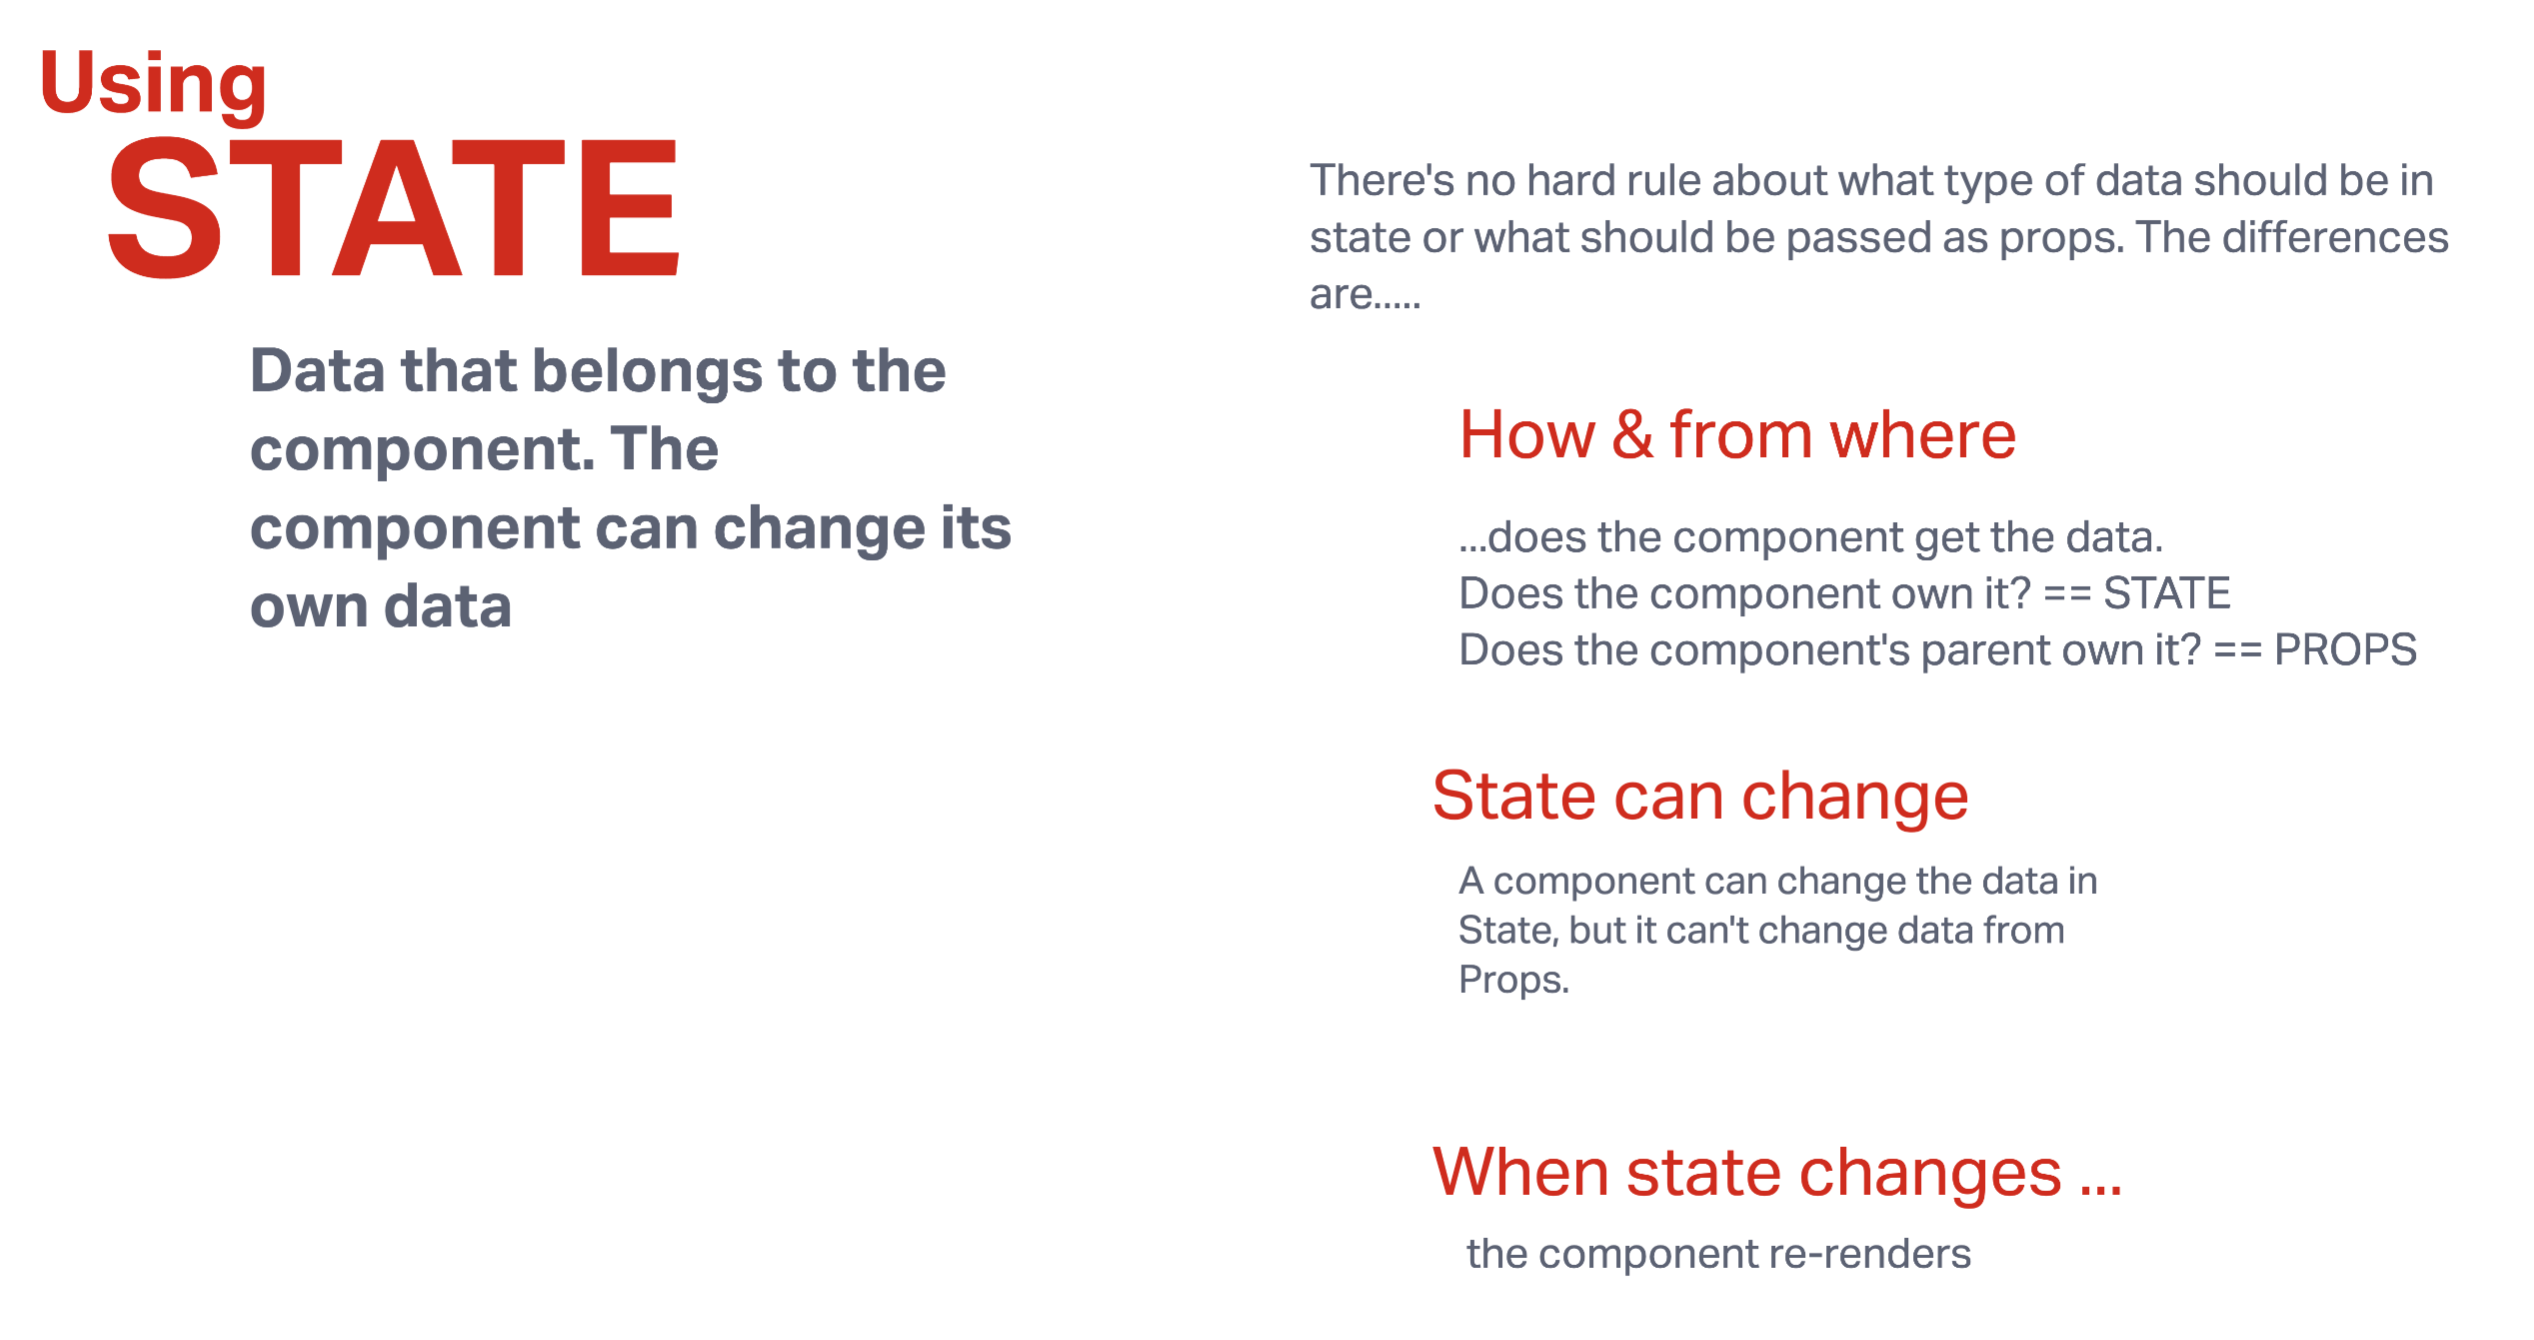 Using
STATE
Data that belongs to the
component. The
component can change its
own data
There's no hard rule about what type of data should be in
state or what should be passed as props. The differences
are.....
How & from where
...does the component get the data.
Does the component own it? == STATE
Does the component's parent own it? == PROPS
State can change
A component can change the data in
State, but it can't change data from
Props.
When state changes ...
the component re-renders